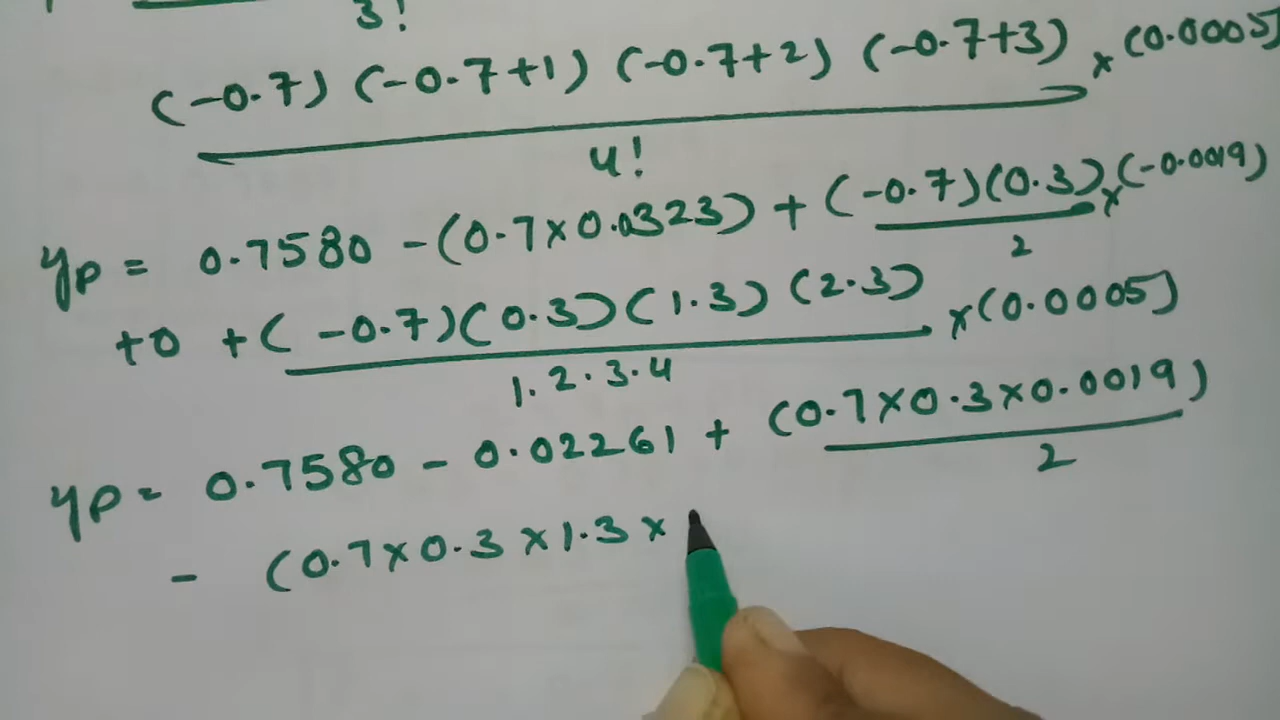 3!
(-0.7) (-0.7+1) (-0.7+2) (-0.7+3) × (0.0005)
4!
yp = 0.7580 -(0.7×0.0323) + (-0.7)(0.3) × (-0.0019)
2
+0 +( -0.7)(0.3)(1.3) (2.3) ×(0.0005)
1.2.3.4
yp = 0.7580 - 0.02261 + (0.7×0.3×0.0019)
2
- (0.7×0.3×1.3×